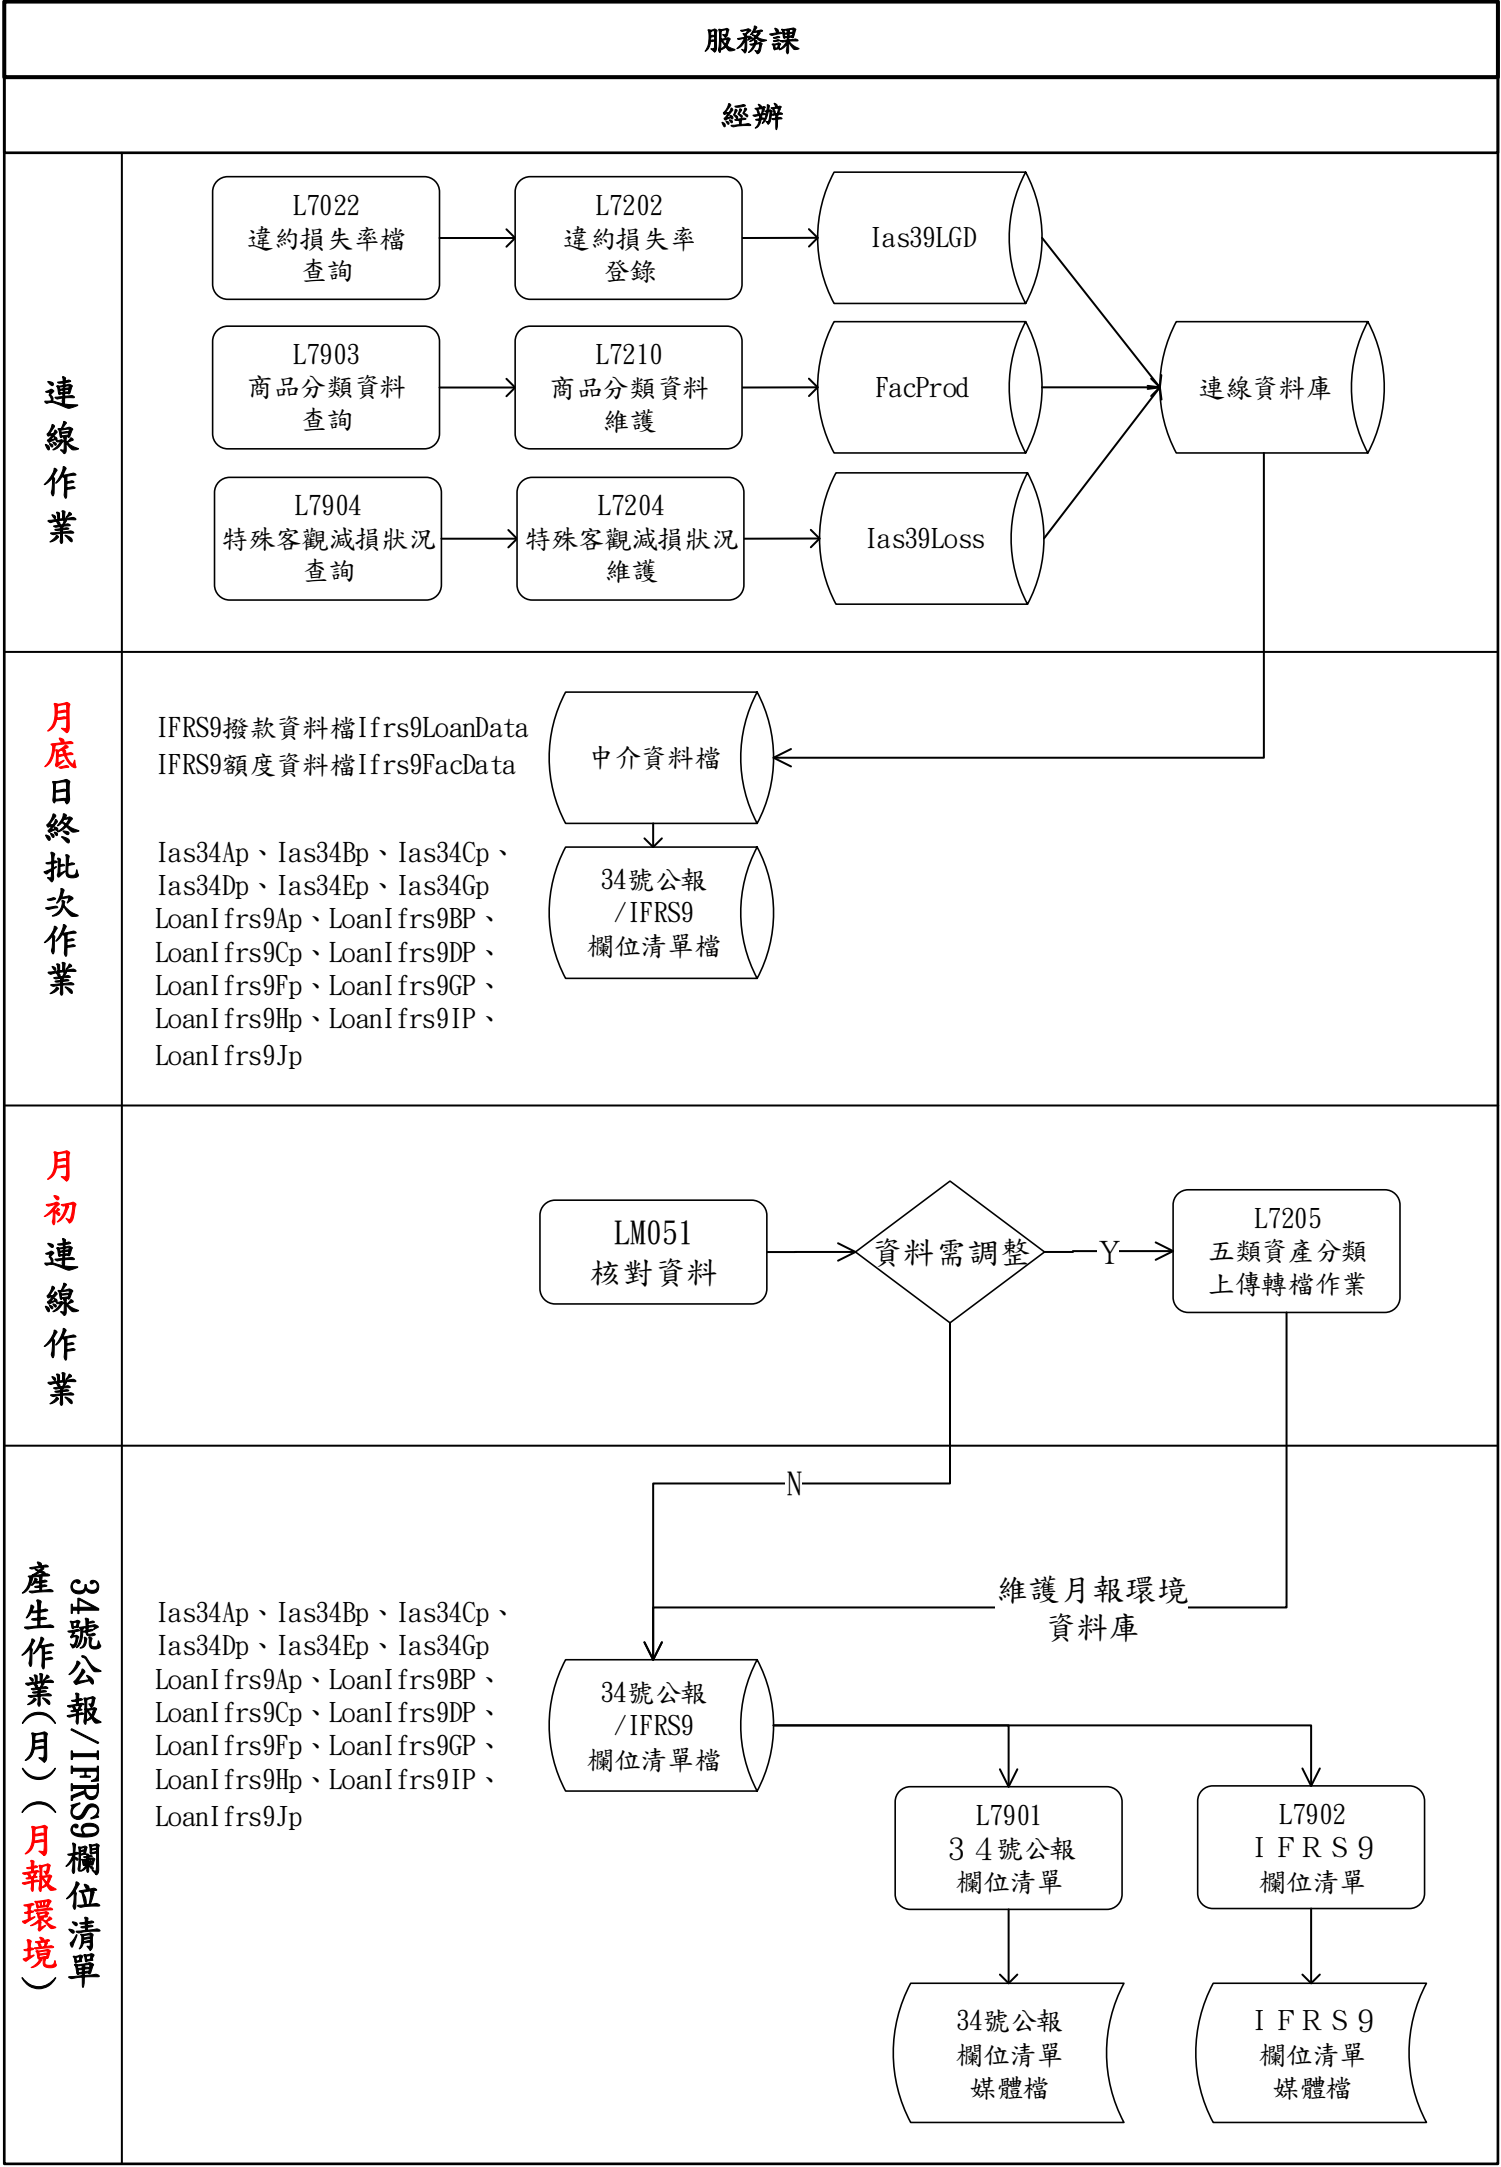 服務課
經辦
連線作業
L7022
違約損失率檔
查詢
L7202
違約損失率
登錄
Ias39LGD
L7903
商品分類資料
查詢
L7210
商品分類資料
維護
FacProd
連線資料庫
L7904
特殊客觀減損狀況
查詢
L7204
特殊客觀減損狀況
維護
Ias39Loss
月底日終批次作業
IFRS9撥款資料檔Ifrs9LoanData
IFRS9額度資料檔Ifrs9FacData
中介資料檔
Ias34Ap、Ias34Bp、Ias34Cp、
Ias34Dp、Ias34Ep、Ias34Gp
LoanIfrs9Ap、LoanIfrs9BP、
LoanIfrs9Cp、LoanIfrs9DP、
LoanIfrs9Fp、LoanIfrs9GP、
LoanIfrs9Hp、LoanIfrs9IP、
LoanIfrs9Jp
34號公報
/IFRS9
欄位清單檔
月初連線作業
LM051
核對資料
資料需調整
Y
L7205
五類資產分類
上傳轉檔作業
N
34號公報/IFRS9欄位清單
產生作業(月)(月報環境)
維護月報環境
資料庫
Ias34Ap、Ias34Bp、Ias34Cp、
Ias34Dp、Ias34Ep、Ias34Gp
LoanIfrs9Ap、LoanIfrs9BP、
LoanIfrs9Cp、LoanIfrs9DP、
LoanIfrs9Fp、LoanIfrs9GP、
LoanIfrs9Hp、LoanIfrs9IP、
LoanIfrs9Jp
34號公報
/IFRS9
欄位清單檔
L7901
３４號公報
欄位清單
L7902
ＩＦＲＳ９
欄位清單
34號公報
欄位清單
媒體檔
ＩＦＲＳ９
欄位清單
媒體檔